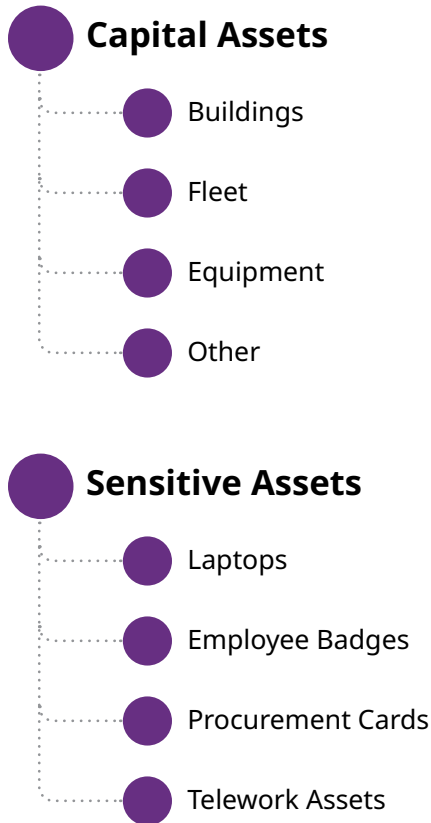 Capital Assets
Buildings
Fleet
Equipment
Other
Sensitive Assets
Laptops
Employee Badges
Procurement Cards
Telework Assets